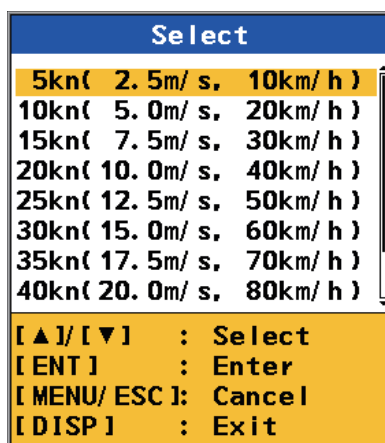 Select
5kn( 2.5m/s, 10km/h)
10kn( 5.0m/s, 20km/h)
15kn( 7.5m/s, 30km/h)
20kn(10.0m/s, 40km/h)
25kn(12.5m/s, 50km/h)
30kn(15.0m/s, 60km/h)
35kn(17.5m/s, 70km/h)
40kn(20.0m/s, 80km/h)
[▲]/[▼] : Select
[ENT] : Enter
[MENU/ESC]: Cancel
[DISP] : Exit